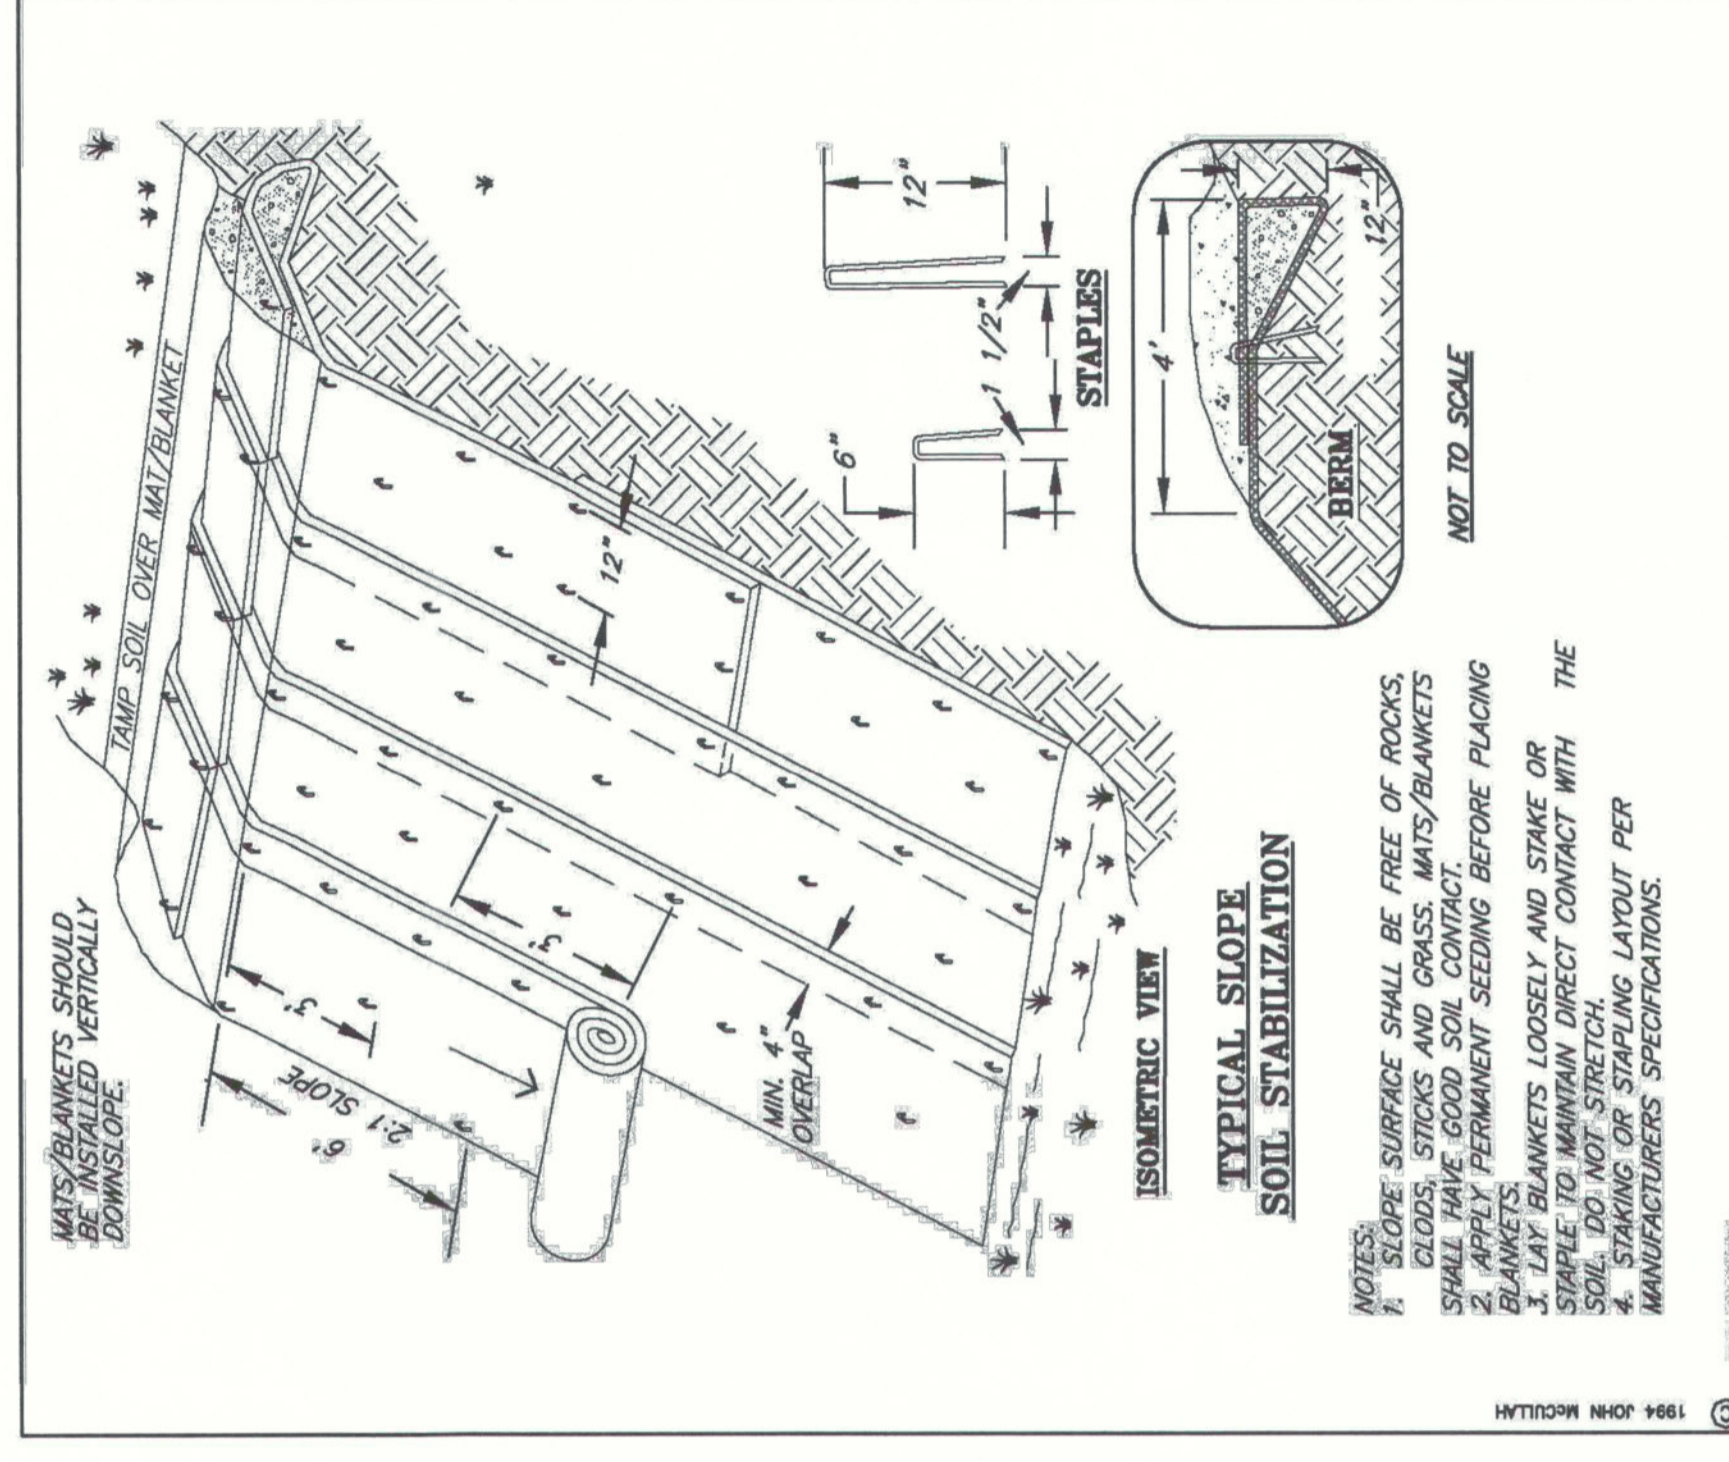 MATS/BLANKETS SHOULD
BE INSTALLED VERTICALLY
DOWNSLOPE.
TAMP SOIL OVER MAT/BLANKET
3'
2:1 SLOPE
6'
3'
12"
MIN. 4"
OVERLAP
ISOMETRIC VIEW
TYPICAL SLOPE
SOIL STABILIZATION
6"
1 1/2"
12"
STAPLES
4'
12"
BERM
NOT TO SCALE
NOTES:
1. SLOPE SURFACE SHALL BE FREE OF ROCKS,
CLODS, STICKS AND GRASS. MATS/BLANKETS
SHALL HAVE GOOD SOIL CONTACT.
2. APPLY PERMANENT SEEDING BEFORE PLACING
BLANKETS.
3. LAY BLANKETS LOOSELY AND STAKE OR
STAPLE TO MAINTAIN DIRECT CONTACT WITH THE
SOIL. DO NOT STRETCH.
4. STAKING OR STAPLING LAYOUT PER
MANUFACTURERS SPECIFICATIONS.
© 1994 JOHN McCULLAH